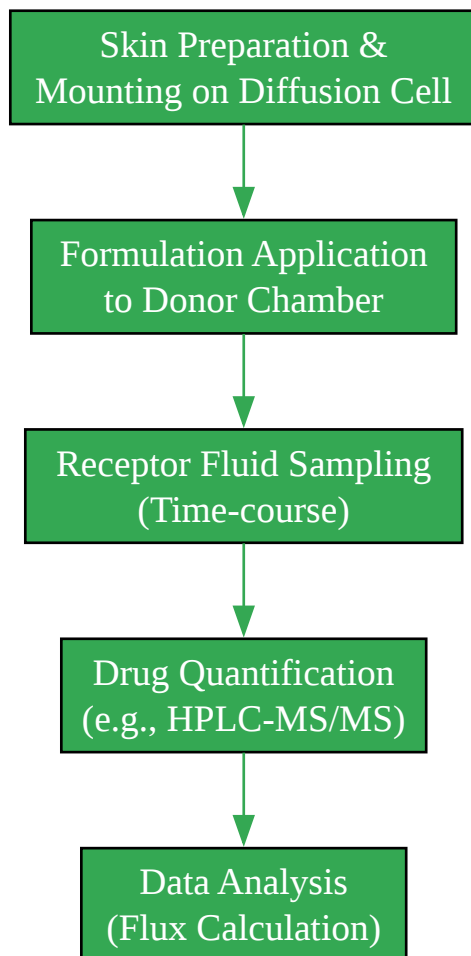 Skin Preparation &
Mounting on Diffusion Cell
Formulation Application
to Donor Chamber
Receptor Fluid Sampling
(Time-course)
Drug Quantification
(e.g., HPLC-MS/MS)
Data Analysis
(Flux Calculation)